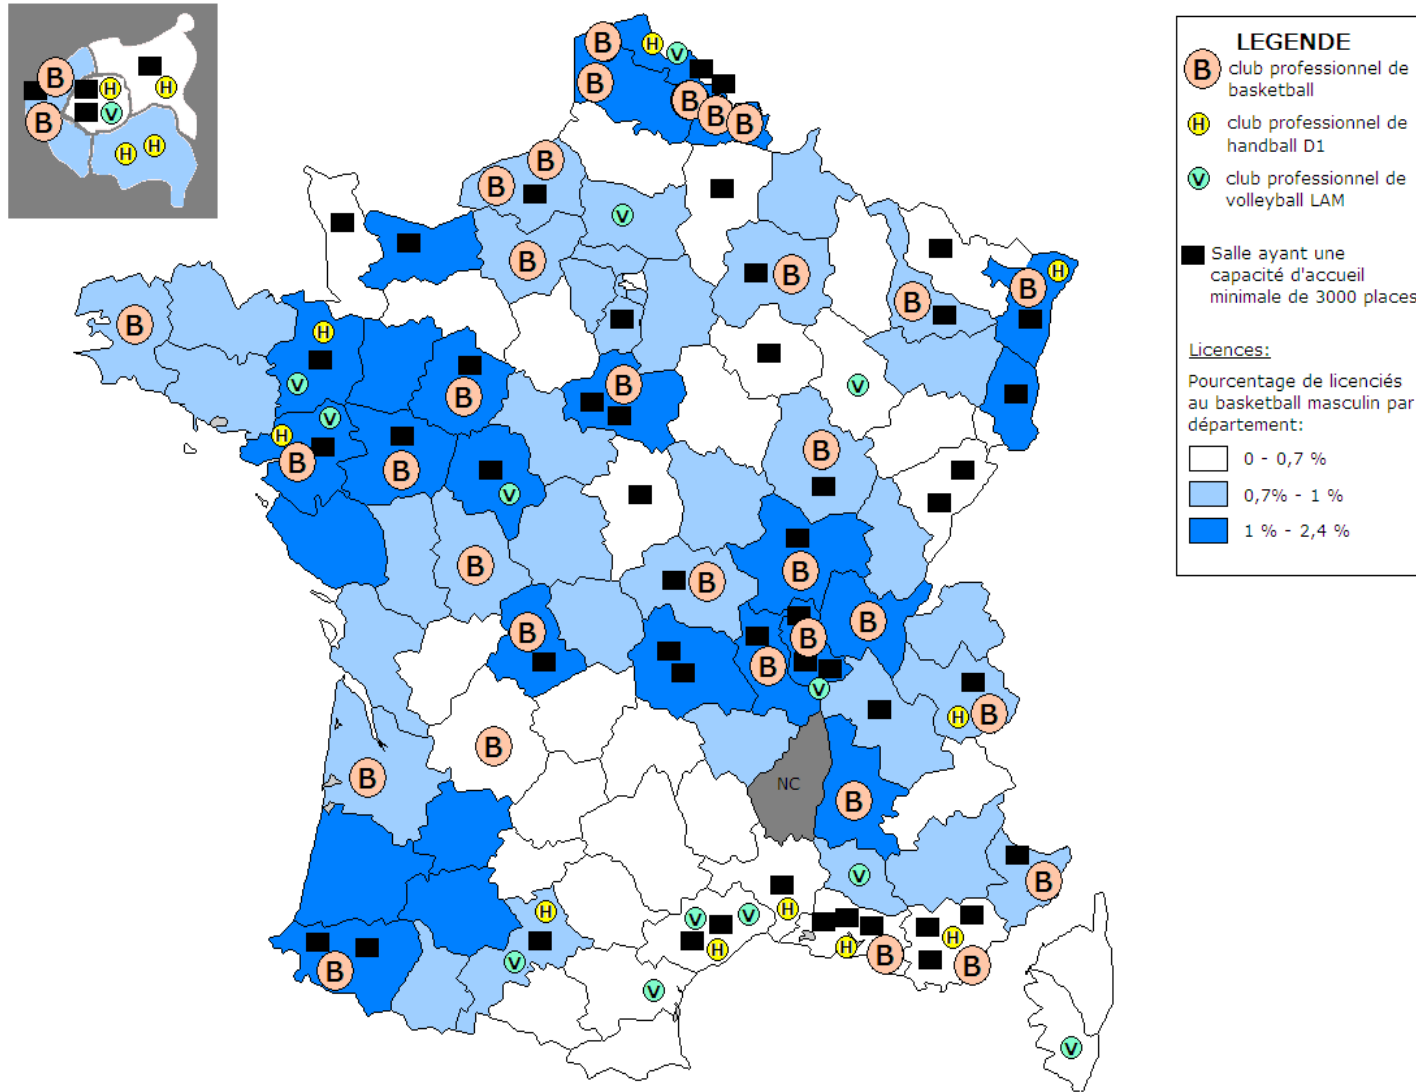 LEGENDE
B club professionnel de
basketball
H club professionnel de
handball D1
V club professionnel de
volleyball LAM
Salle ayant une
capacité d'accueil
minimale de 3000 places
Licences:
Pourcentage de licenciés
au basketball masculin par
département:
0 - 0,7 %
0,7% - 1 %
1 % - 2,4 %
B
H
H
H
V
B
H
H
B
H
V
B
B
B
B
B
B
V
B
B
H
B
B
B
H
V
B
V
B
V
H
B
B
B
V
B
B
B
B
B
B
B
V
H
B
B
B
NC
B
V
B
H
V
V
V
H
H
H
B
H
B
B
V
V